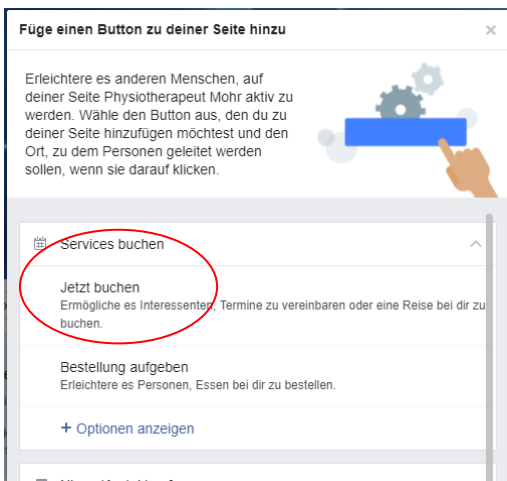 Füge einen Button zu deiner Seite hinzu
Erleichtere es anderen Menschen, auf
deiner Seite Physiotherapeut Mohr aktiv zu
werden. Wähle den Button aus, den du zu
deiner Seite hinzufügen möchtest und den
Ort, zu dem Personen geleitet werden
sollen, wenn sie darauf klicken.
Services buchen
Jetzt buchen
Ermögliche es Interessenten, Termine zu vereinbaren oder eine Reise bei dir zu
buchen.
Bestellung aufgeben
Erleichtere es Personen, Essen bei dir zu bestellen.
+ Optionen anzeigen